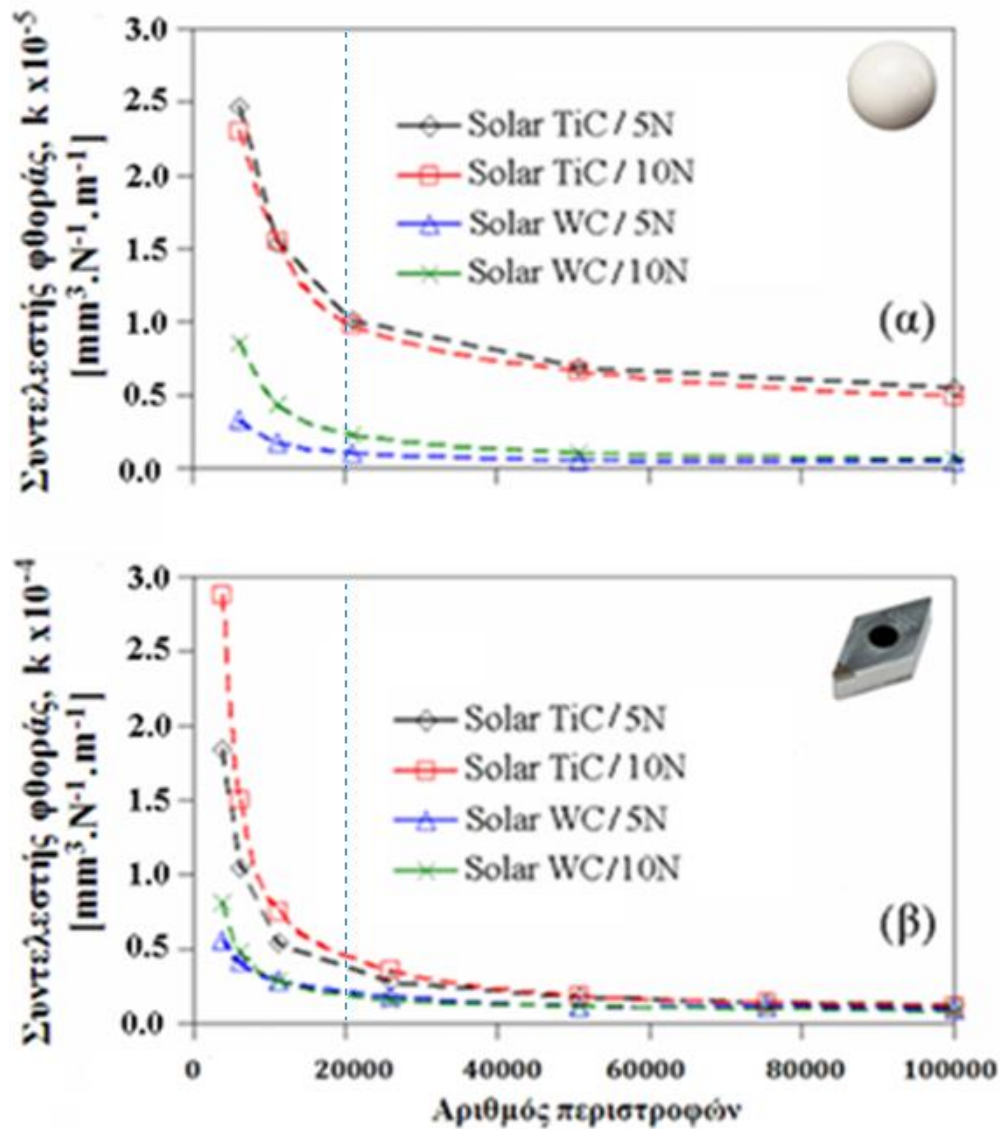 Συντελεστής φθοράς, k x10⁻⁵
[mm³.N⁻¹.m⁻¹]
3.0
2.5
2.0
1.5
1.0
0.5
0.0
Solar TiC / 5N
Solar TiC / 10N
Solar WC / 5N
Solar WC / 10N
(α)
Συντελεστής φθοράς, k x10⁻⁴
[mm³.N⁻¹.m⁻¹]
3.0
2.5
2.0
1.5
1.0
0.5
0.0
Solar TiC / 5N
Solar TiC / 10N
Solar WC / 5N
Solar WC / 10N
(β)
0 20000 40000 60000 80000 100000
Αριθμός περιστροφών